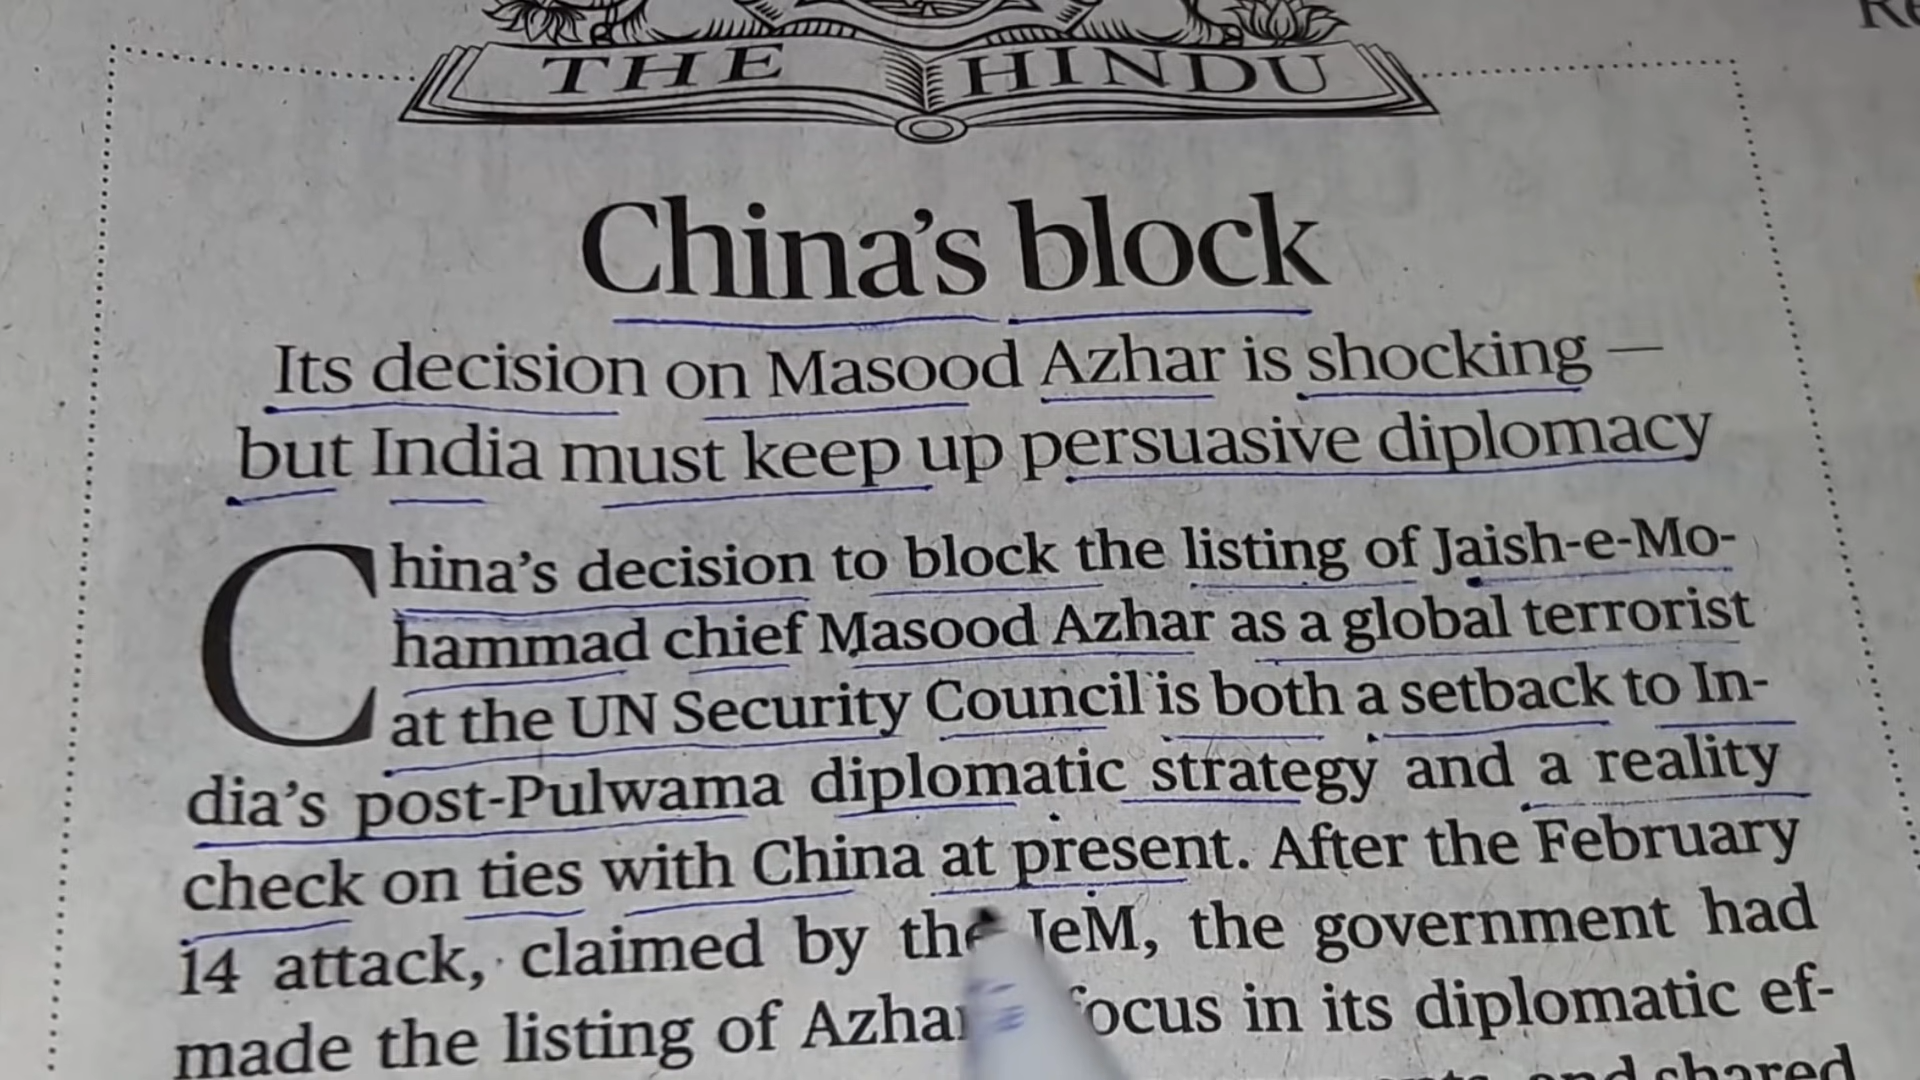 THE HINDU
China's block
Its decision on Masood Azhar is shocking —
but India must keep up persuasive diplomacy
China's decision to block the listing of Jaish-e-Mo-
hammad chief Masood Azhar as a global terrorist
at the UN Security Council is both a setback to In-
dia's post-Pulwama diplomatic strategy and a reality
check on ties with China at present. After the February
14 attack, claimed by the JeM, the government had
made the listing of Azhar focus in its diplomatic ef-
and shared